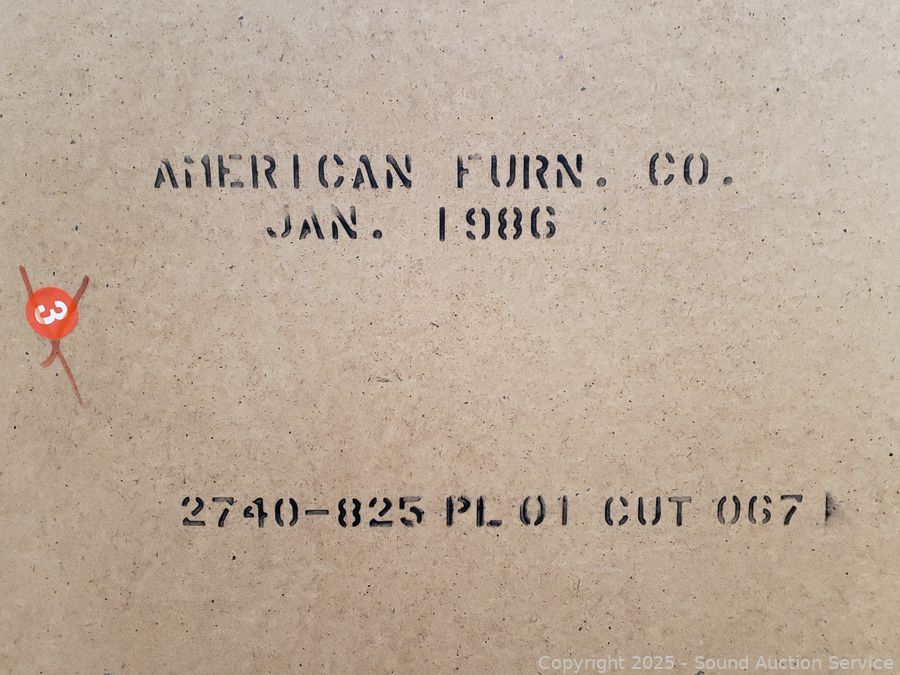 AMERICAN FURN. CO.
JAN. 1986
3
2740-825 PL 01 CUT 067
Copyright 2025 - Sound Auction Service